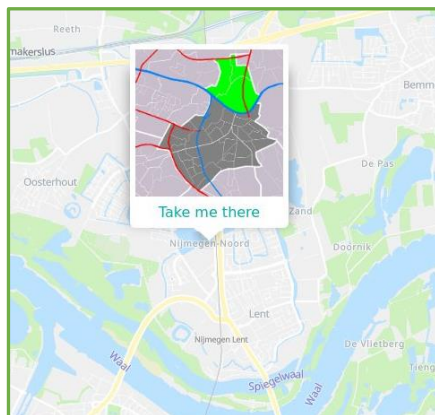 Reeth
makerslus
Bemme
De Pas
Oosterhout
Take me there
Zand
Nijmegen-Noord
Doornik
Lent
Nijmegen Lent
De Vlietberg
Waal
Spiegelwaal
Waal
Tieng